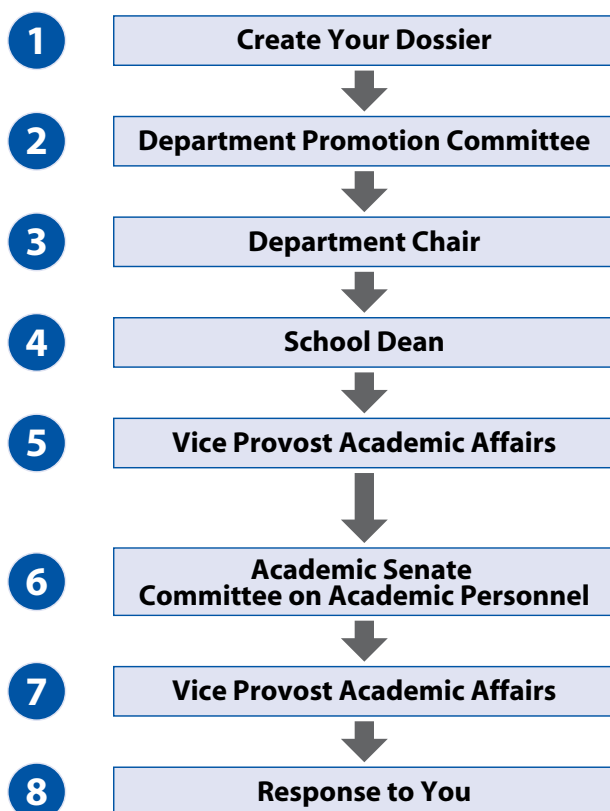 1 Create Your Dossier
2 Department Promotion Committee
3 Department Chair
4 School Dean
5 Vice Provost Academic Affairs
6 Academic Senate
Committee on Academic Personnel
7 Vice Provost Academic Affairs
8 Response to You